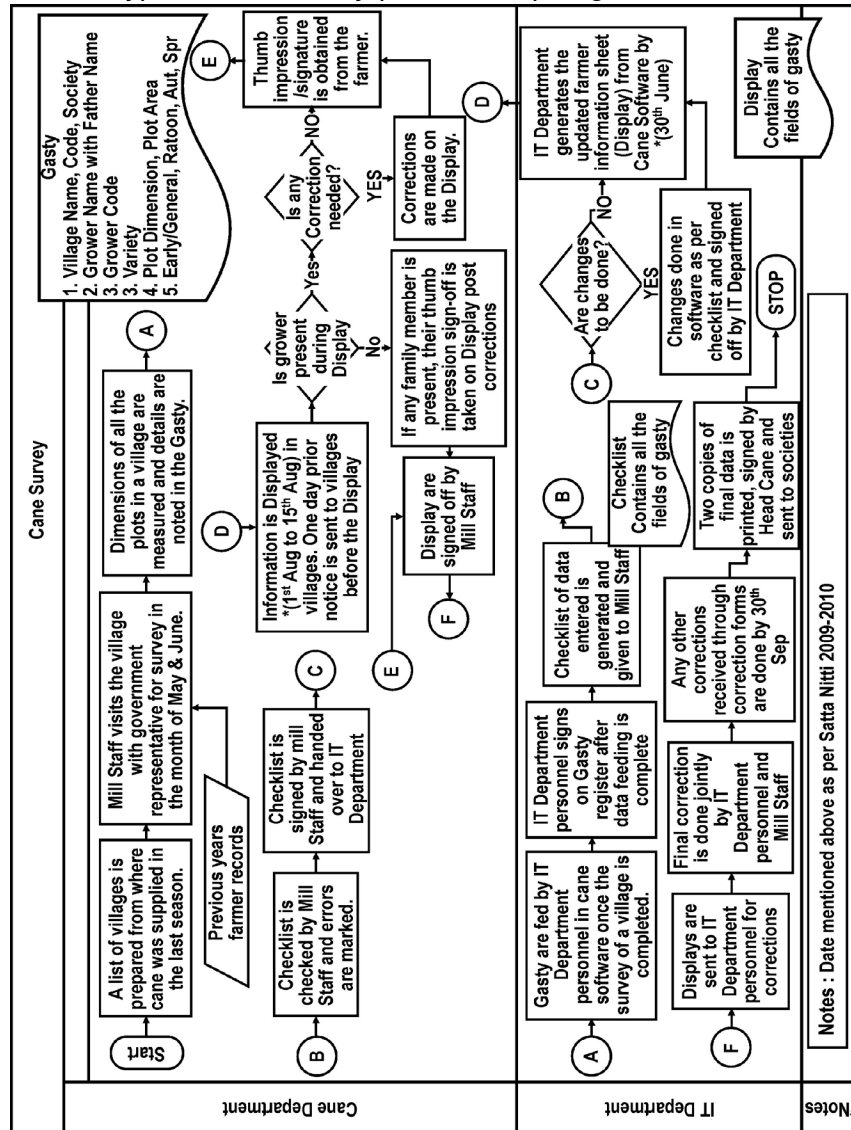 Cane Survey
Cane Department
Start
A list of villages is
prepared from where
cane was supplied in
the last season.
Previous years
farmer records
Mill Staff visits the village
with government
representative for survey in
the month of May & June.
Dimensions of all the
plots in a village are
measured and details are
noted in the Gasty.
A
Gasty
1. Village Name, Code, Society
2. Grower Name with Father Name
3. Grower Code
3. Variety
4. Plot Dimension, Plot Area
5. Early/General, Ratoon, Aut, Spr
B
Checklist is
checked by Mill
Staff and errors
are marked.
Checklist is
signed by mill
Staff and handed
over to IT
Department
C
D
Information is Displayed
*(1st Aug to 15th Aug) in
villages. One day prior
notice is sent to villages
before the Display
Is grower
present
during
Display
Yes
No
Is any
Correction
needed?
NO
YES
Thumb
impression
/signature
is obtained
from the
farmer.
E
Corrections
are made on
the Display.
If any family member is
present, their thumb
impression sign-off is
taken on Display post
corrections
E
Display are
signed off by
Mill Staff
F
IT Department
A
Gasty are fed by IT
Department
personnel in cane
software once the
survey of a village is
completed.
IT Department
personnel signs
on Gasty
register after
data feeding is
complete
Checklist of data
entered is
generated and
given to Mill Staff
B
Checklist
Contains all the
fields of gasty
C
Are changes
to be done?
NO
YES
IT Department
generates the
updated farmer
information sheet
(Display) from
Cane Software by
*(30th June)
D
Changes done in
software as per
checklist and signed
off by IT Department
Display
Contains all the
fields of gasty
F
Displays are
sent to IT
Department
personnel for
corrections
Final correction
is done jointly
by IT
Department
personnel and
Mill Staff
Any other
corrections
received through
correction forms
are done by 30th
Sep
Two copies of
final data is
printed, signed by
Head Cane and
sent to societies
STOP
Notes
Notes : Date mentioned above as per Satta Nitti 2009-2010